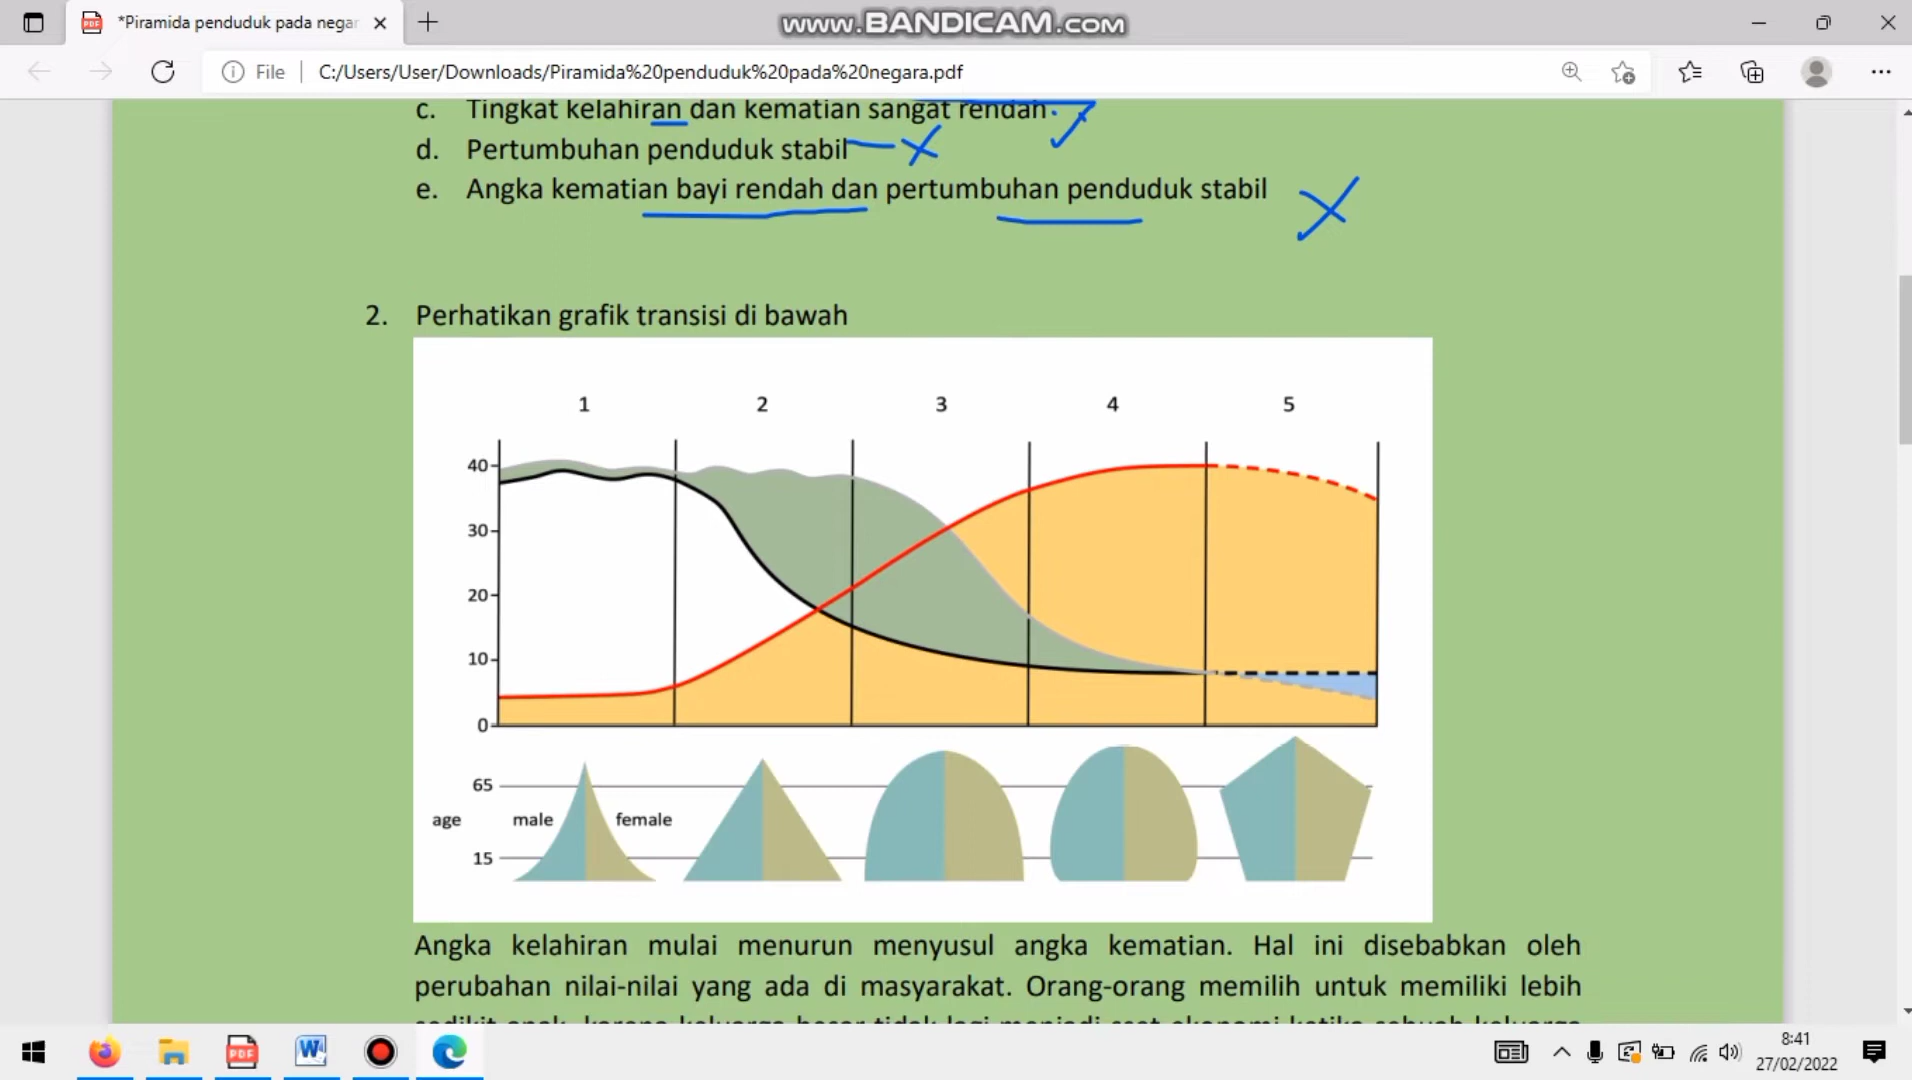 *Piramida penduduk pada negar
www.BANDICAM.com
File
C:/Users/User/Downloads/Piramida%20penduduk%20pada%20negara.pdf
c. Tingkat kelahiran dan kematian sangat rendah.
d. Pertumbuhan penduduk stabil
e. Angka kematian bayi rendah dan pertumbuhan penduduk stabil
2. Perhatikan grafik transisi di bawah
1 2 3 4 5
40
30
20
10
0
65
age male female
15
Angka kelahiran mulai menurun menyusul angka kematian. Hal ini disebabkan oleh
perubahan nilai-nilai yang ada di masyarakat. Orang-orang memilih untuk memiliki lebih
PDF
W
8:41
27/02/2022